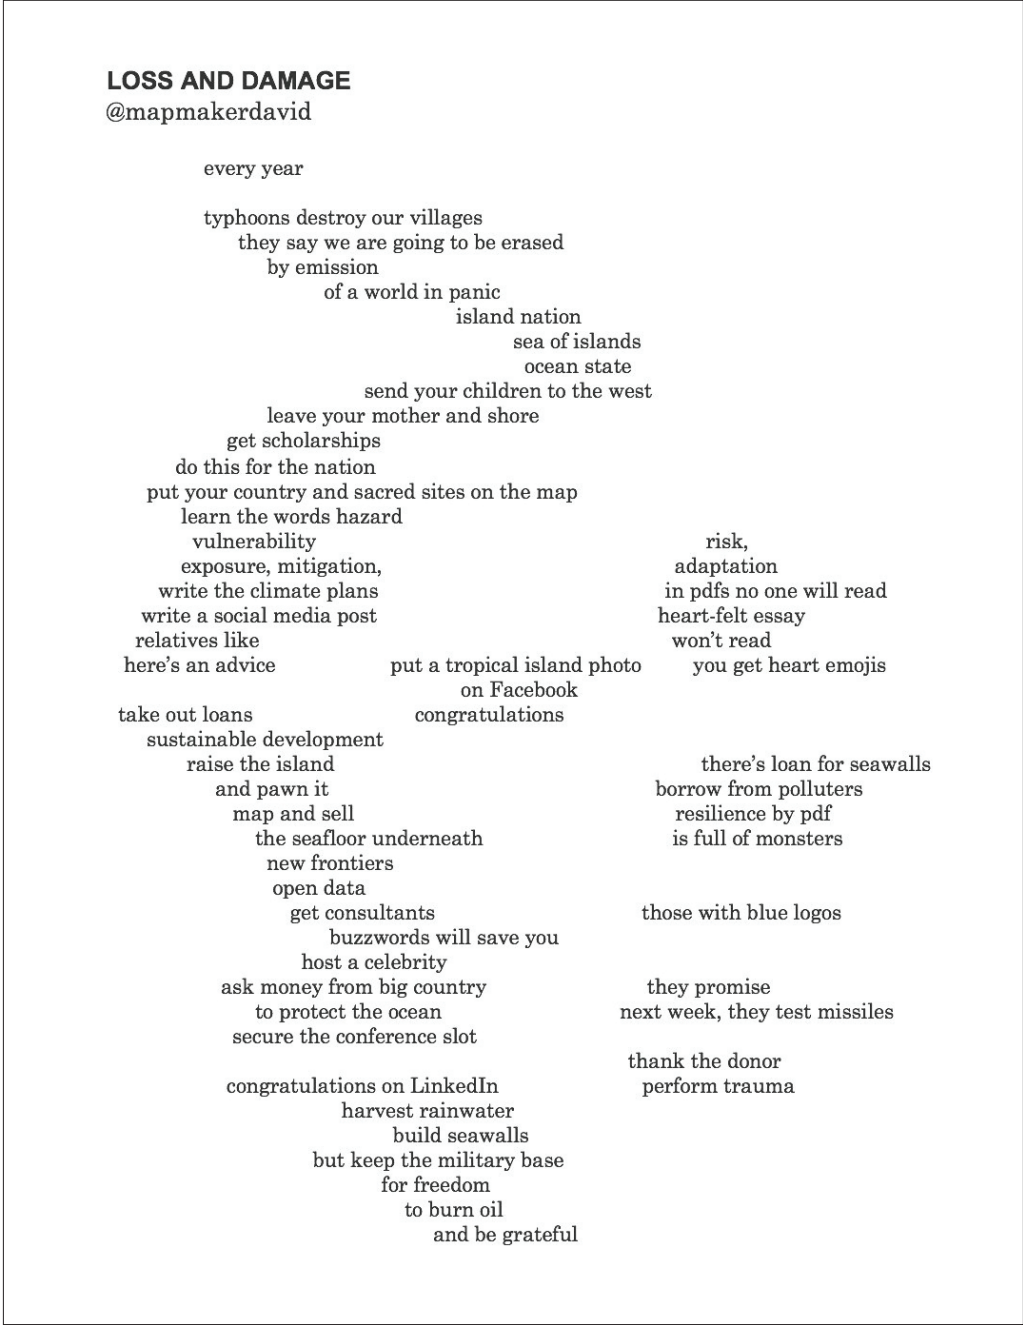 LOSS AND DAMAGE
@mapmakerdavid
every year
typhoons destroy our villages
they say we are going to be erased
by emission
of a world in panic
island nation
sea of islands
ocean state
send your children to the west
leave your mother and shore
get scholarships
do this for the nation
put your country and sacred sites on the map
learn the words hazard
vulnerability risk,
exposure, mitigation, adaptation
write the climate plans in pdfs no one will read
write a social media post heart-felt essay
relatives like won't read
here's an advice put a tropical island photo you get heart emojis
on Facebook
take out loans congratulations
sustainable development
raise the island there's loan for seawalls
and pawn it borrow from polluters
map and sell resilience by pdf
the seafloor underneath is full of monsters
new frontiers
open data
get consultants those with blue logos
buzzwords will save you
host a celebrity
ask money from big country they promise
to protect the ocean next week, they test missiles
secure the conference slot
thank the donor
congratulations on LinkedIn perform trauma
harvest rainwater
build seawalls
but keep the military base
for freedom
to burn oil
and be grateful